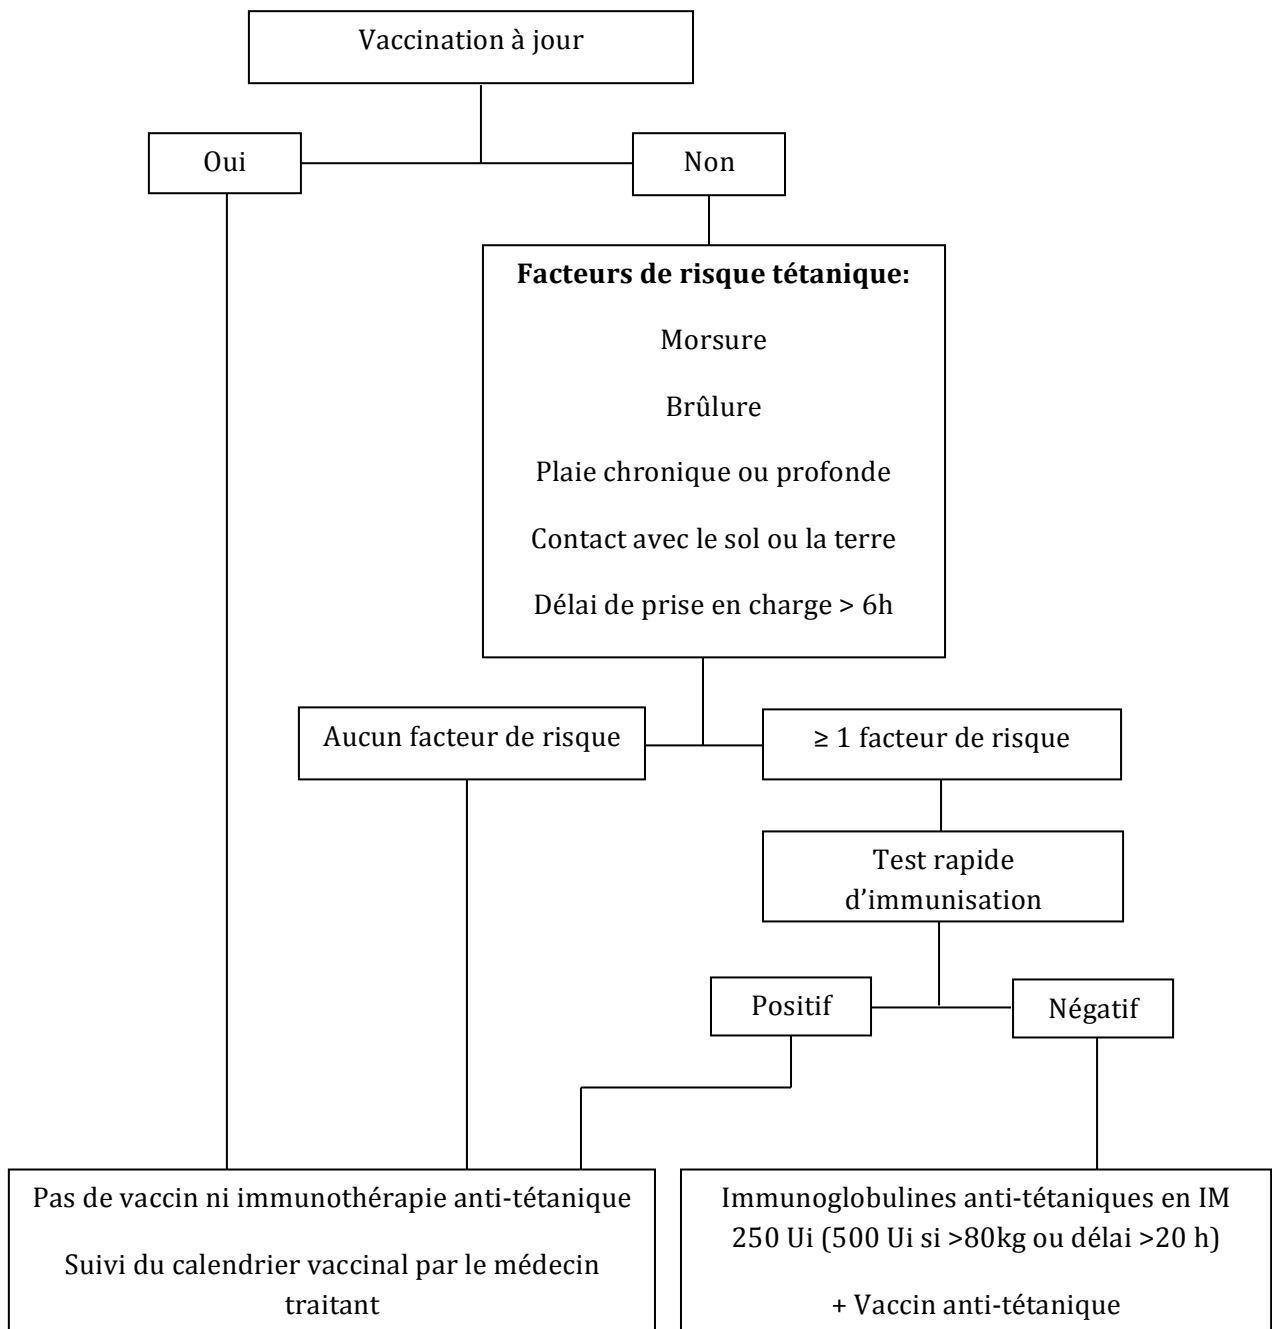 Vaccination à jour
Oui
Non
Facteurs de risque tétanique:
Morsure
Brûlure
Plaie chronique ou profonde
Contact avec le sol ou la terre
Délai de prise en charge > 6h
Aucun facteur de risque
≥ 1 facteur de risque
Test rapide
d’immunisation
Positif
Négatif
Pas de vaccin ni immunothérapie anti-tétanique
Suivi du calendrier vaccinal par le médecin
traitant
Immunoglobulines anti-tétaniques en IM
250 Ui (500 Ui si >80kg ou délai >20 h)
+ Vaccin anti-tétanique